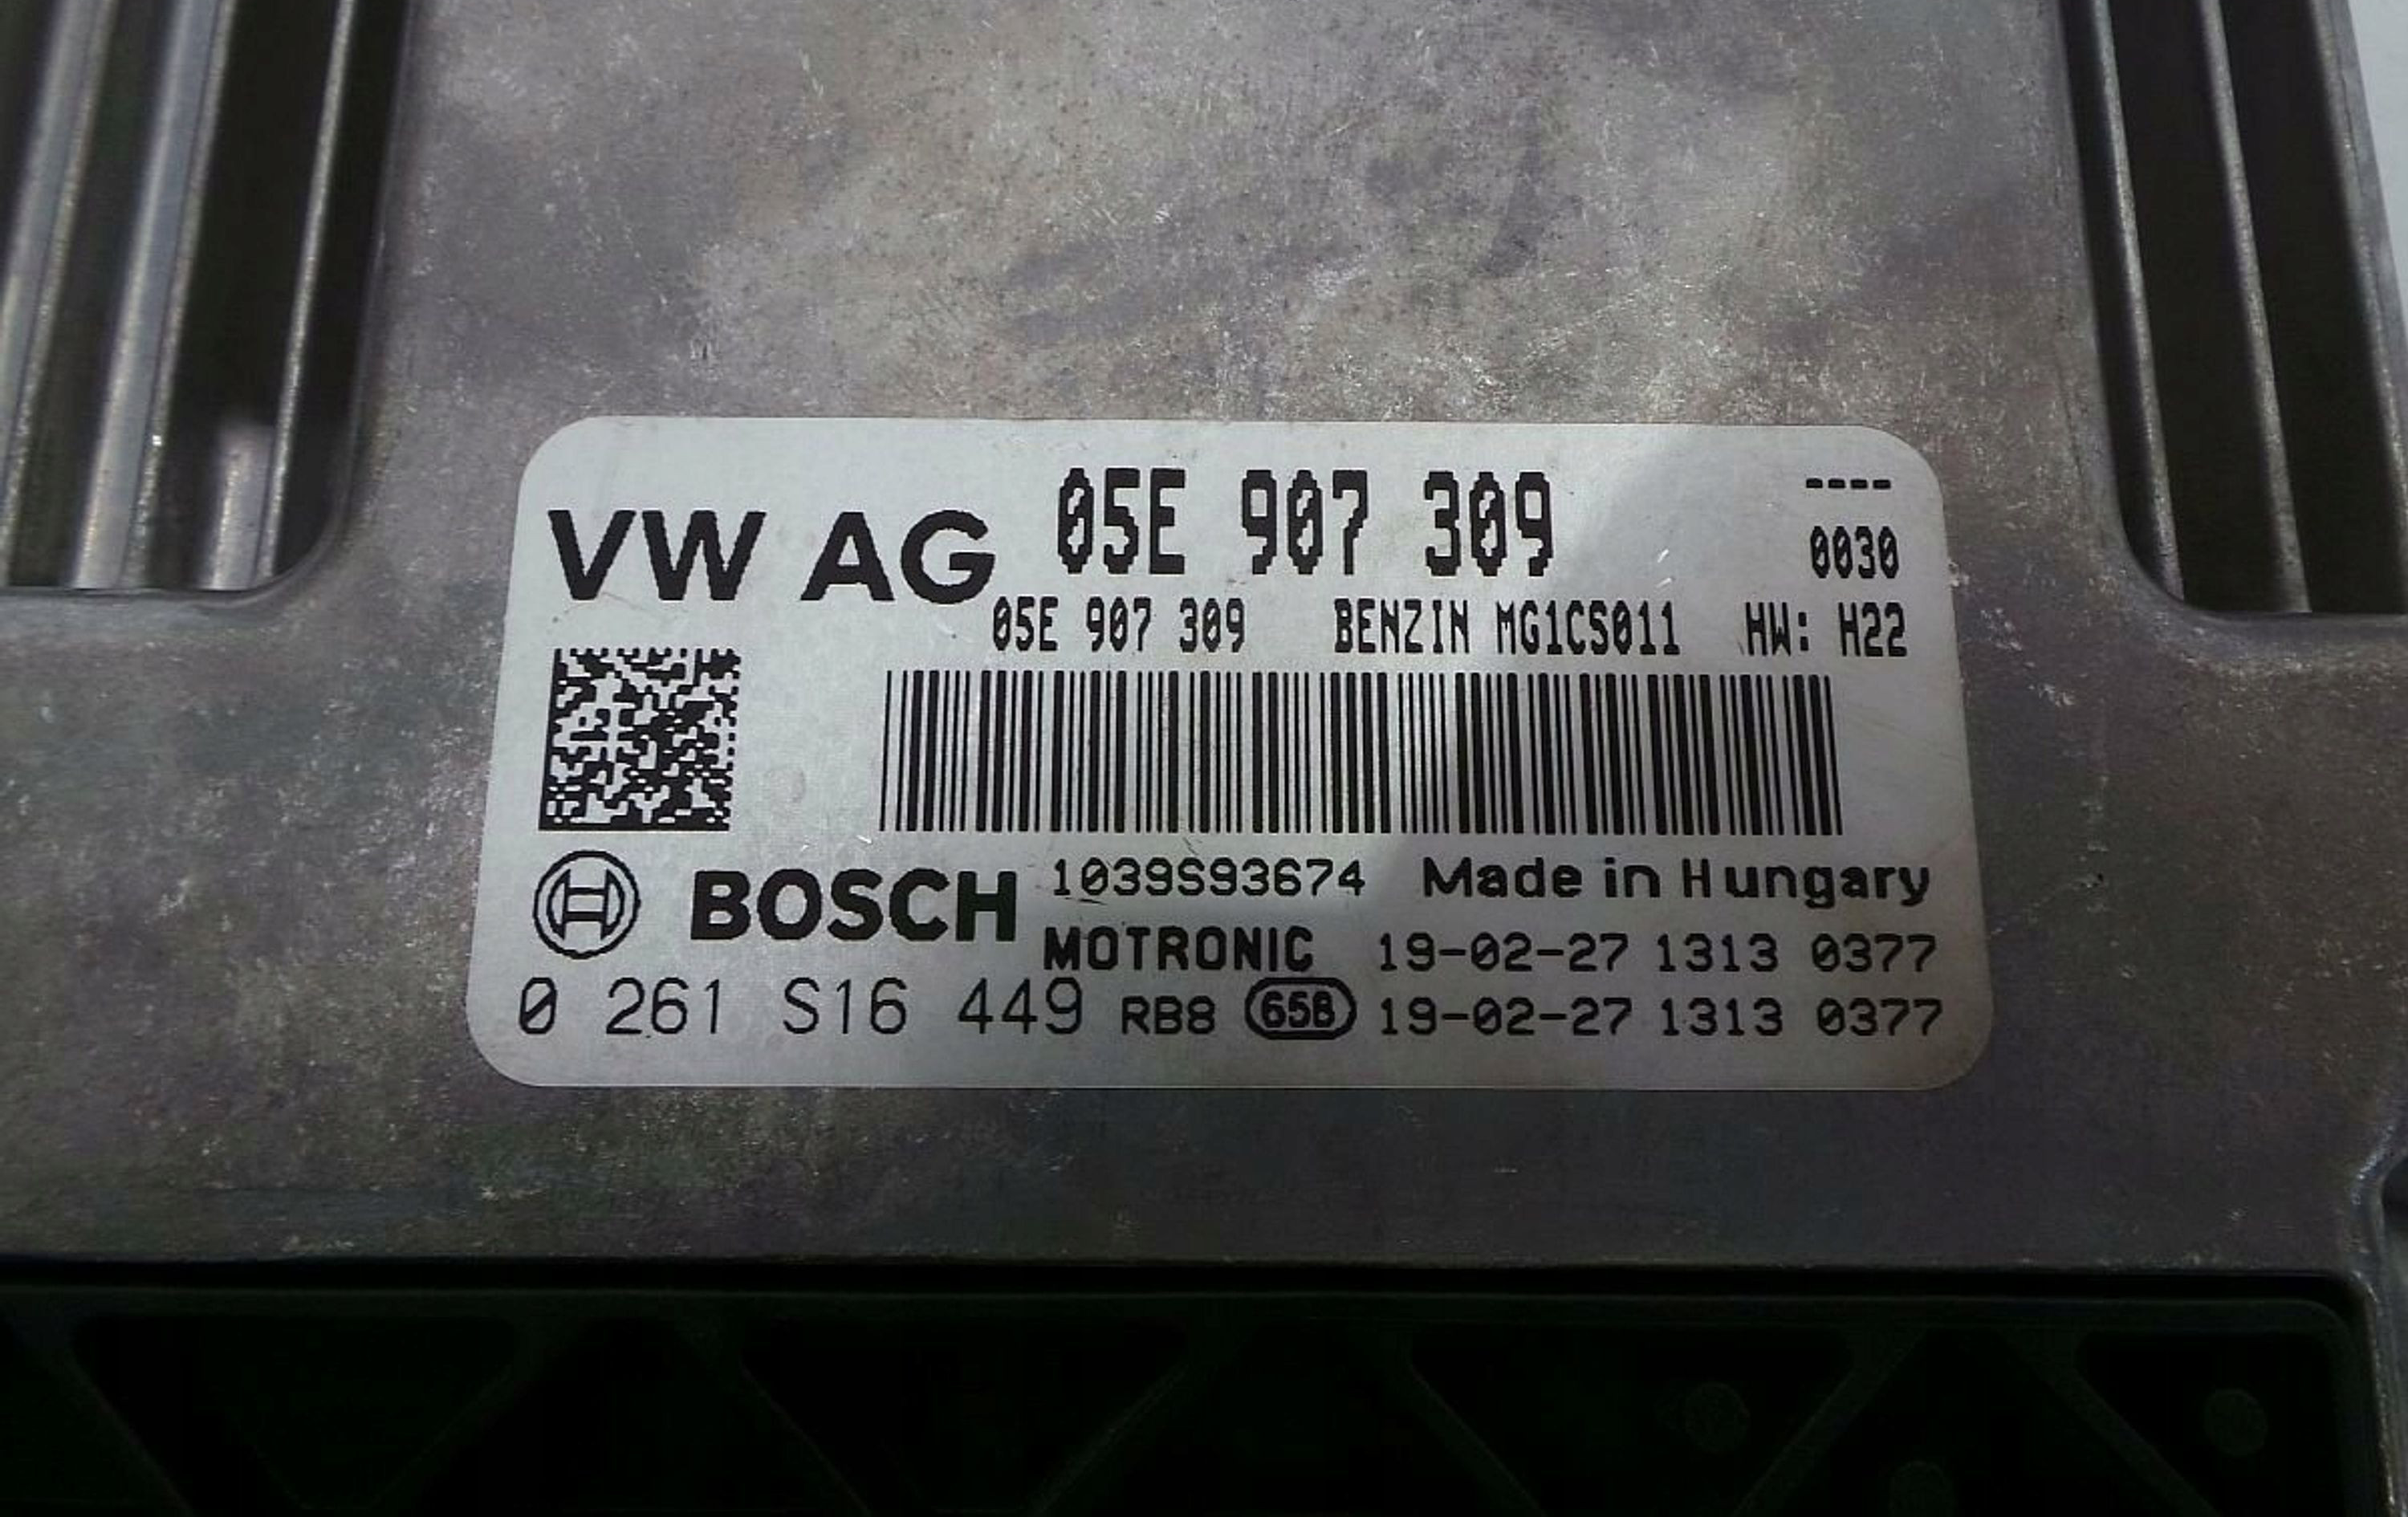 VW AG 05E 907 309 ----
0030
05E 907 309 BENZIN MG1CS011 HW: H22
BOSCH 1039S93674 Made in Hungary
MOTRONIC 19-02-27 1313 0377
0 261 S16 449 RB8 65B 19-02-27 1313 0377